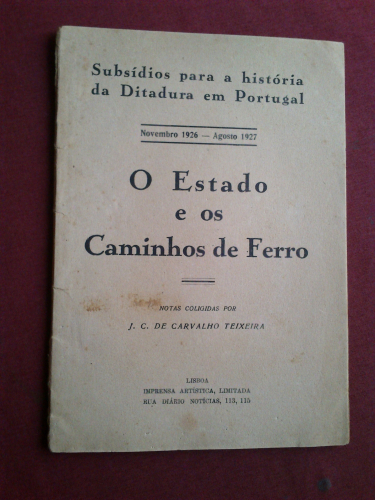 Subsídios para a história
da Ditadura em Portugal
Novembro 1926 — Agosto 1927
O Estado
e os
Caminhos de Ferro
NOTAS COLIGIDAS POR
J. C. DE CARVALHO TEIXEIRA
LISBOA
IMPRENSA ARTÍSTICA, LIMITADA
RUA DIÁRIO NOTÍCIAS, 113, 115